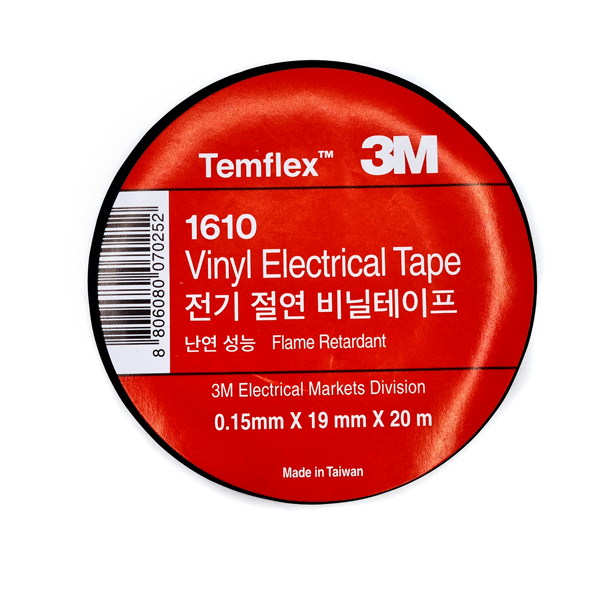 Temflex™ 3M
1610
Vinyl Electrical Tape
전기 절연 비닐테이프
난연 성능 Flame Retardant
3M Electrical Markets Division
0.15mm X 19 mm X 20 m
Made in Taiwan
8 806080 070252